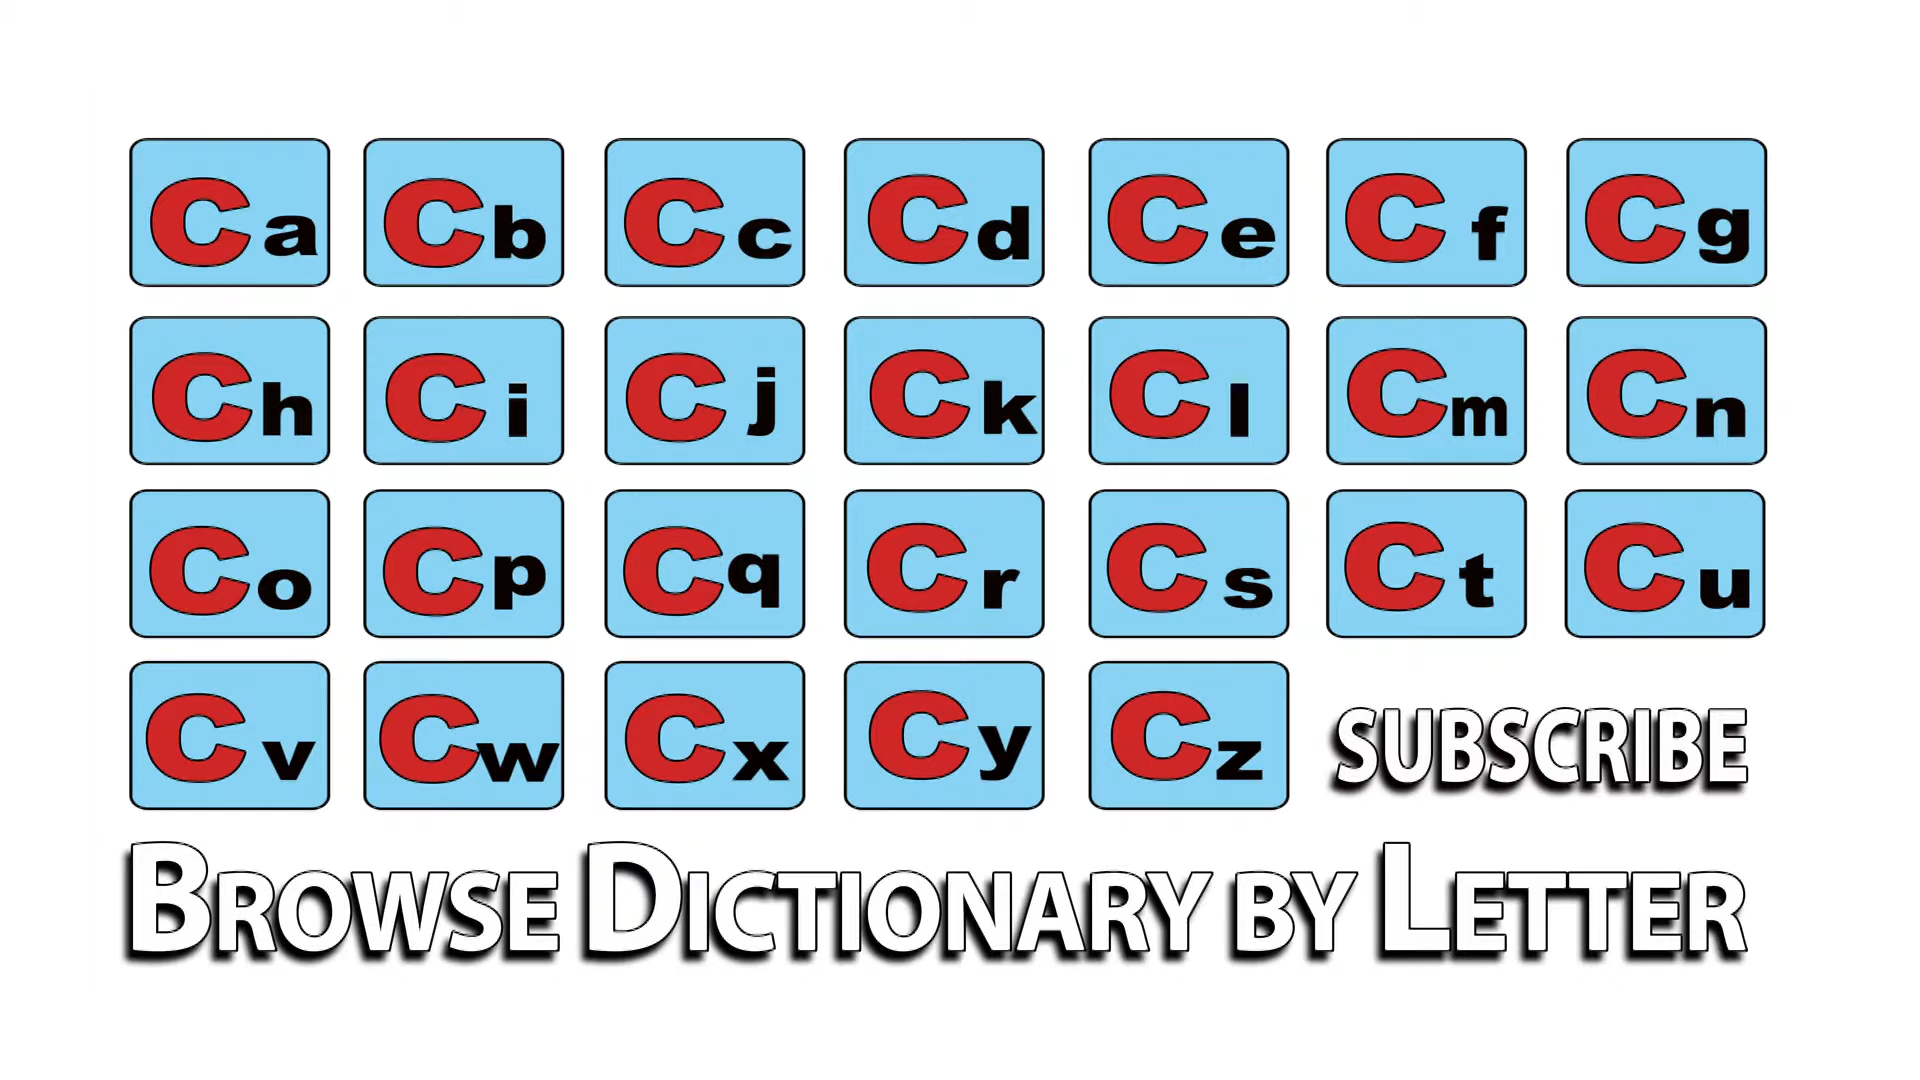 Ca Cb Cc Cd Ce Cf Cg
Ch Ci Cj Ck Cl Cm Cn
Co Cp Cq Cr Cs Ct Cu
Cv Cw Cx Cy Cz SUBSCRIBE
BROWSE DICTIONARY BY LETTER